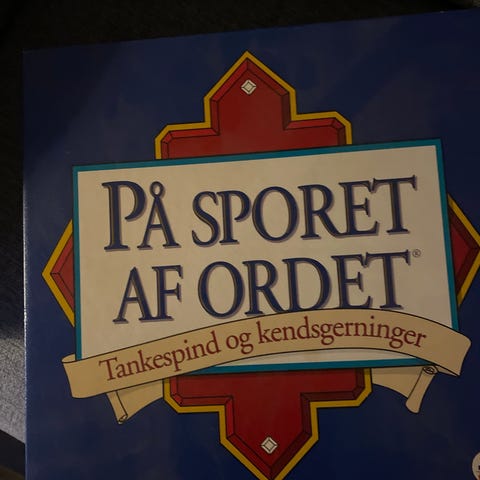 PÅ SPORET
AF ORDET®
Tankespind og kendsgerninger